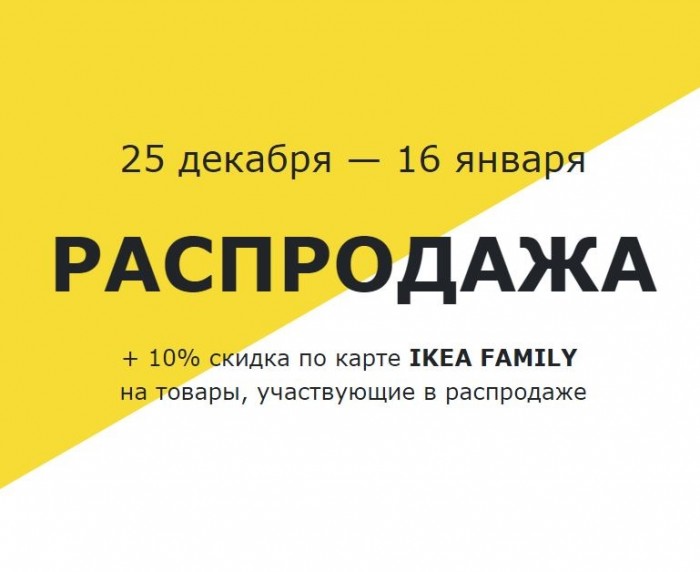 25 декабря — 16 января
РАСПРОДАЖА
+ 10% скидка по карте IKEA FAMILY
на товары, участвующие в распродаже